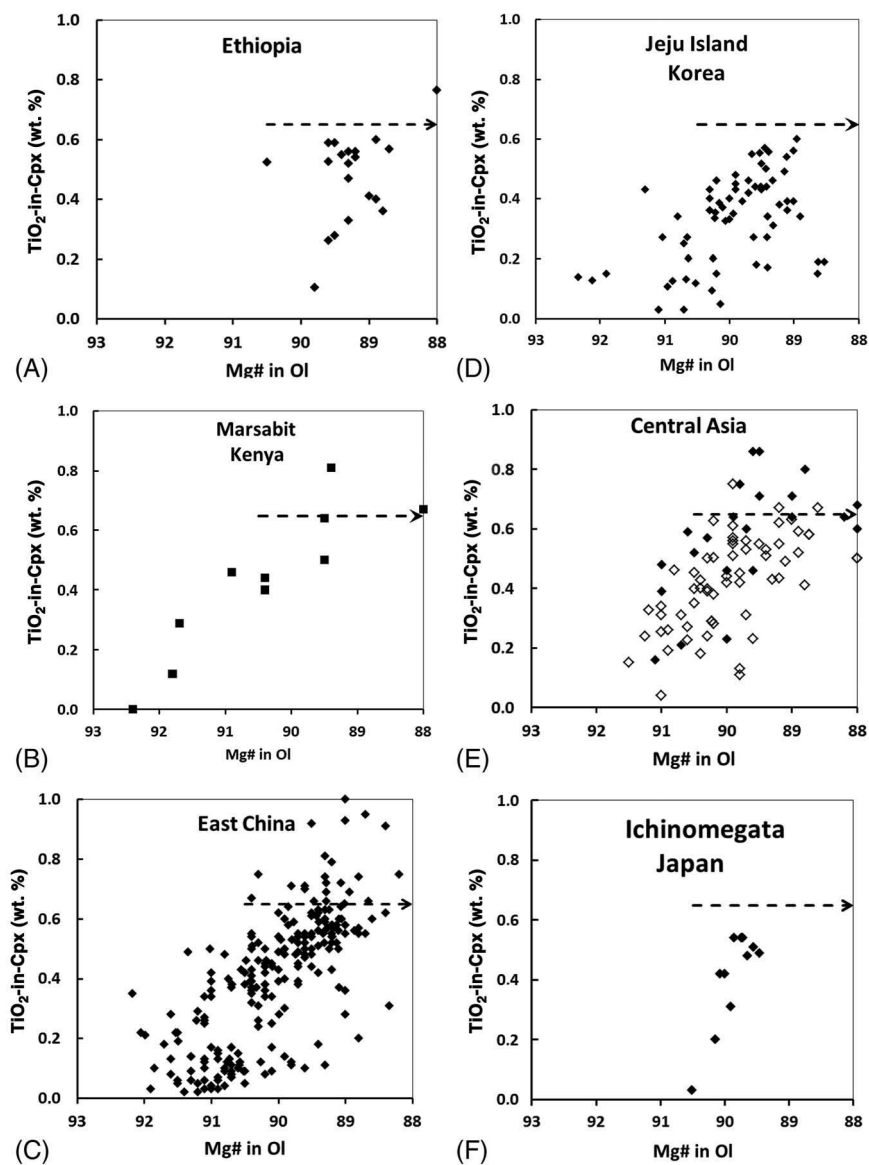 Ethiopia
TiO2-in-Cpx (wt. %)
1.0
0.8
0.6
0.4
0.2
0.0
93 92 91 90 89 88
Mg# in Ol
(A)
Marsabit
Kenya
TiO2-in-Cpx (wt. %)
1.0
0.8
0.6
0.4
0.2
0.0
93 92 91 90 89 88
Mg# in Ol
(B)
East China
TiO2-in-Cpx (wt. %)
1.0
0.8
0.6
0.4
0.2
0.0
93 92 91 90 89 88
Mg# in Ol
(C)
Jeju Island
Korea
TiO2-in-Cpx (wt. %)
1.0
0.8
0.6
0.4
0.2
0.0
93 92 91 90 89 88
Mg# in Ol
(D)
Central Asia
TiO2-in-Cpx (wt. %)
1.0
0.8
0.6
0.4
0.2
0.0
93 92 91 90 89 88
Mg# in Ol
(E)
Ichinomegata
Japan
TiO2-in-Cpx (wt. %)
1.0
0.8
0.6
0.4
0.2
0.0
93 92 91 90 89 88
Mg# in Ol
(F)